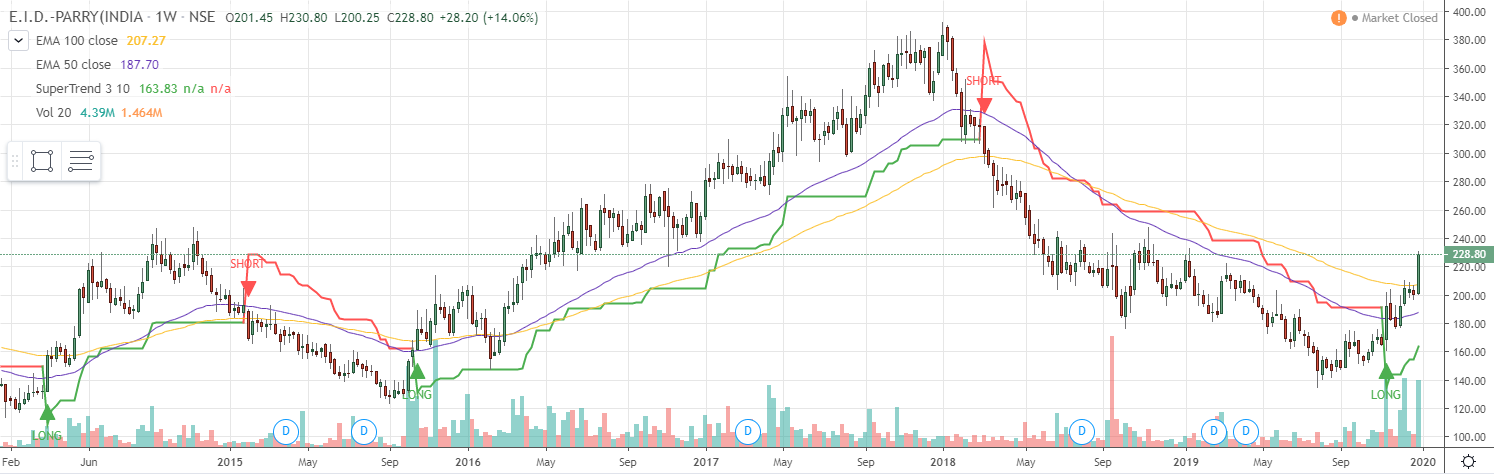 E.I.D.-PARRY(INDIA · 1W · NSE O201.45 H230.80 L200.25 C228.80 +28.20 (+14.06%)
! Market Closed
EMA 100 close 207.27
EMA 50 close 187.70
SuperTrend 3 10 163.83 n/a n/a
Vol 20 4.39M 1.464M
400.00
380.00
360.00
340.00
320.00
300.00
280.00
260.00
240.00
228.80
220.00
200.00
180.00
160.00
140.00
120.00
100.00
SHORT
SHORT
LONG
LONG
LONG
D
D
D
D
D
D
Feb Jun 2015 May Sep 2016 May Sep 2017 May Sep 2018 May Sep 2019 May Sep 2020